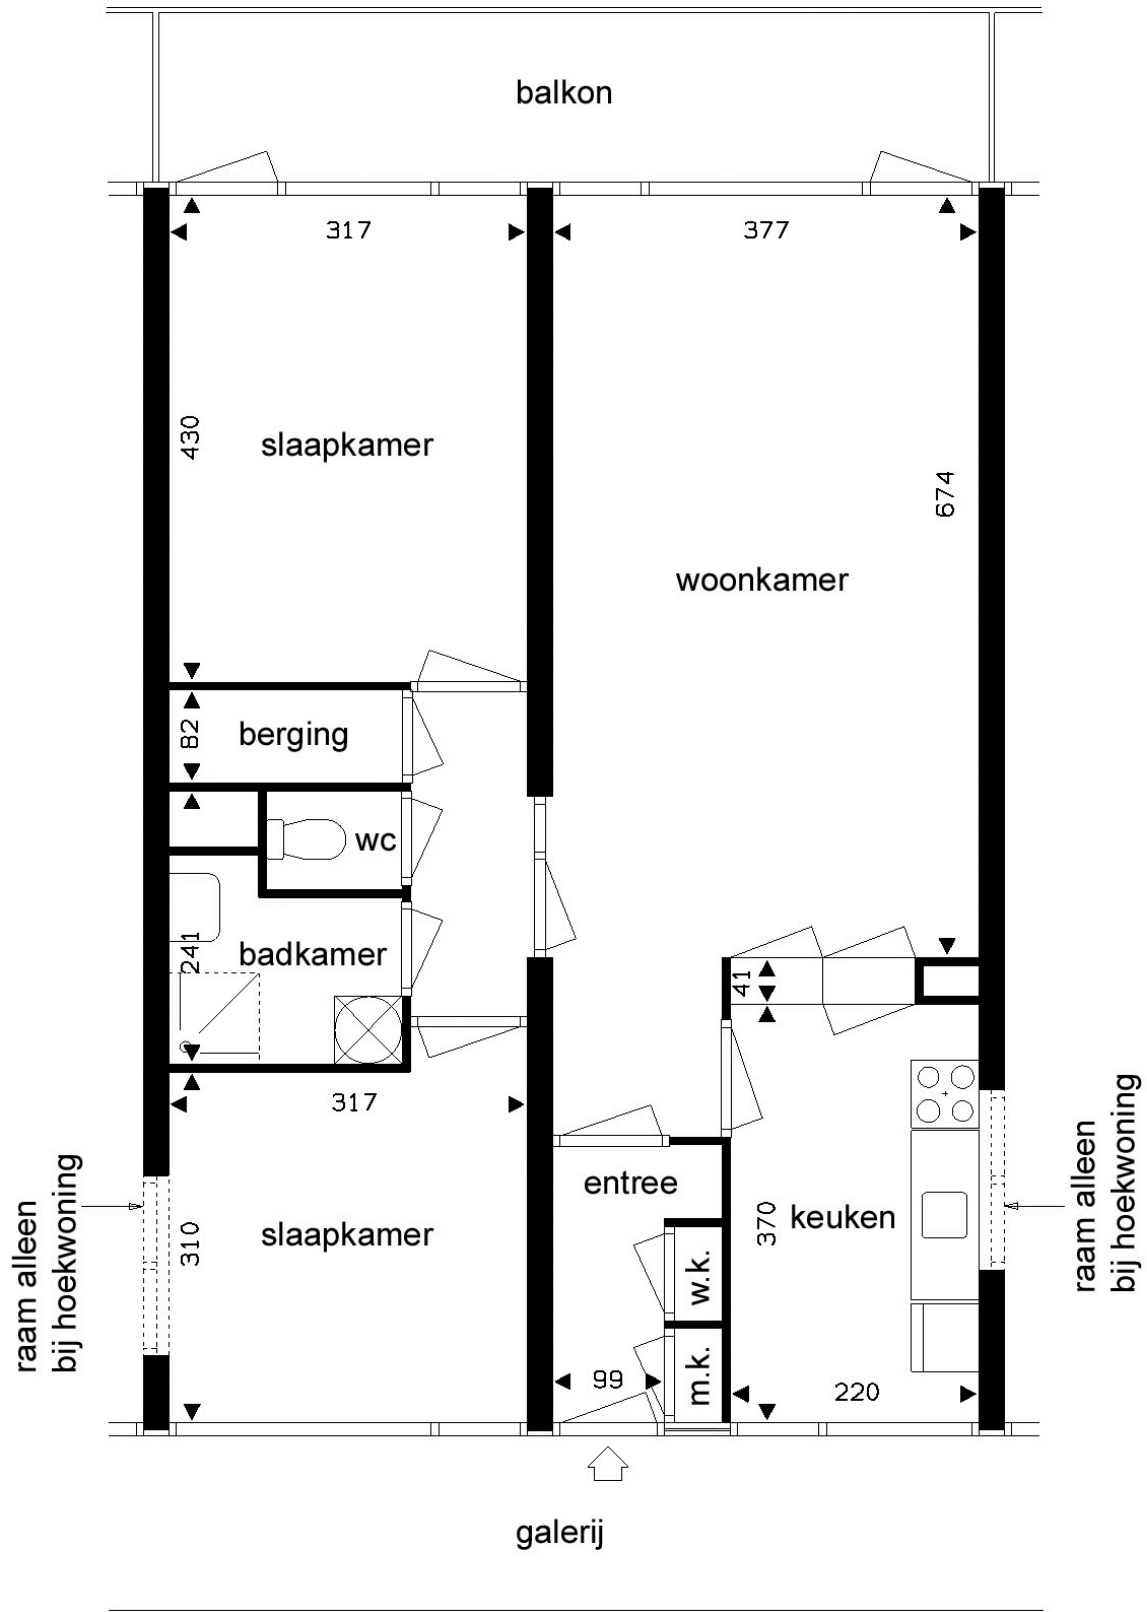 balkon
317
377
430
slaapkamer
674
woonkamer
82
berging
wc
241
badkamer
41
317
raam alleen
bij hoekwoning
310
slaapkamer
entree
w.k.
m.k.
99
370
keuken
220
raam alleen
bij hoekwoning
galerij